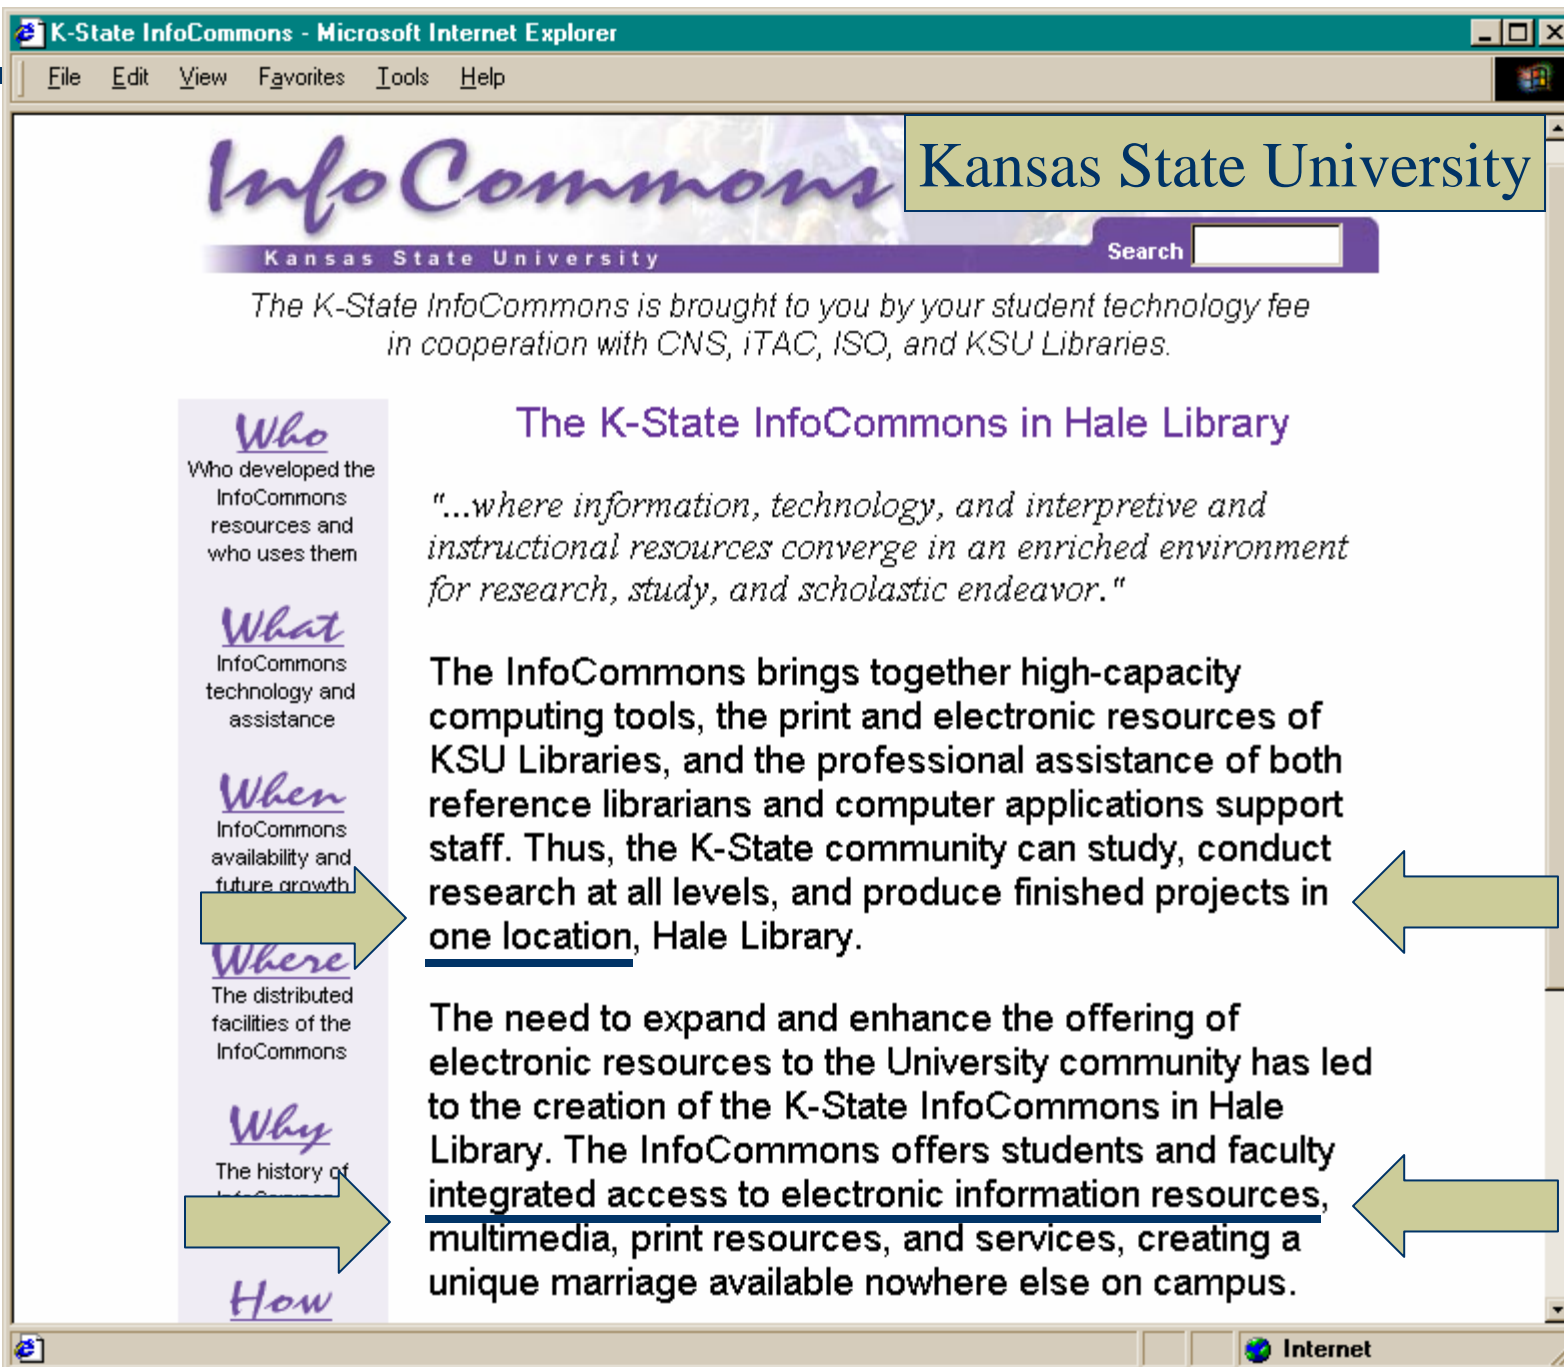 K-State InfoCommons - Microsoft Internet Explorer
File Edit View Favorites Tools Help
InfoCommons
Kansas State University
Kansas State University
Search
The K-State InfoCommons is brought to you by your student technology fee
in cooperation with CNS, iTAC, ISO, and KSU Libraries.
Who
Who developed the
InfoCommons
resources and
who uses them
What
InfoCommons
technology and
assistance
When
InfoCommons
availability and
future growth
Where
The distributed
facilities of the
InfoCommons
Why
The history of
How
The K-State InfoCommons in Hale Library
"...where information, technology, and interpretive and
instructional resources converge in an enriched environment
for research, study, and scholastic endeavor."
The InfoCommons brings together high-capacity
computing tools, the print and electronic resources of
KSU Libraries, and the professional assistance of both
reference librarians and computer applications support
staff. Thus, the K-State community can study, conduct
research at all levels, and produce finished projects in
one location, Hale Library.
The need to expand and enhance the offering of
electronic resources to the University community has led
to the creation of the K-State InfoCommons in Hale
Library. The InfoCommons offers students and faculty
integrated access to electronic information resources,
multimedia, print resources, and services, creating a
unique marriage available nowhere else on campus.
Internet